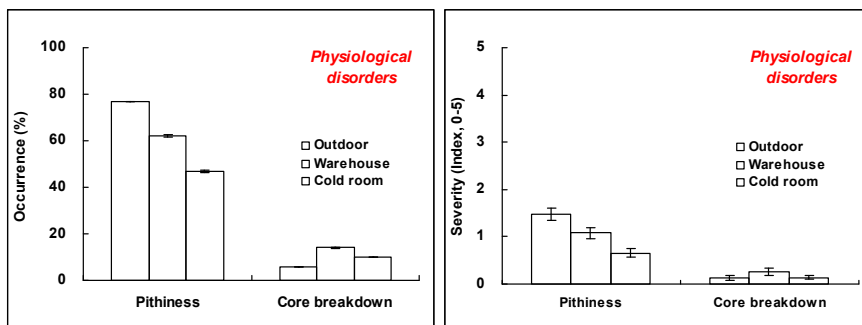 Physiological
disorders
Occurrence (%)
100
80
60
40
20
0
Outdoor
Warehouse
Cold room
Pithiness
Core breakdown
Physiological
disorders
Severity (Index, 0-5)
5
4
3
2
1
0
Outdoor
Warehouse
Cold room
Pithiness
Core breakdown